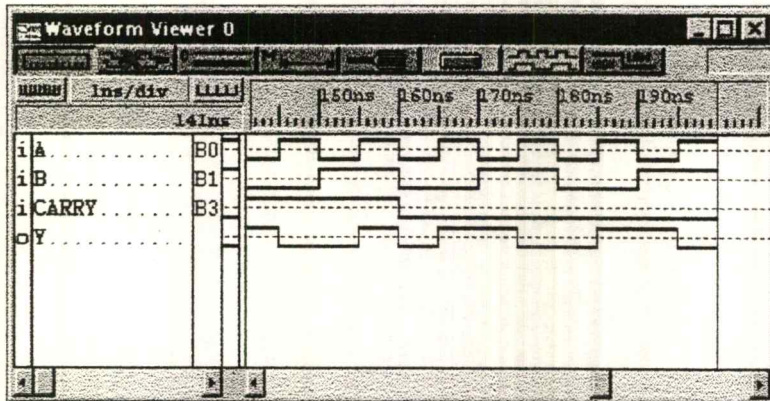 Waveform Viewer 0
1ns/div
150ns 160ns 170ns 180ns 190ns
141ns
i A.............. B0
i B.............. B1
i CARRY......... B3
o Y..............